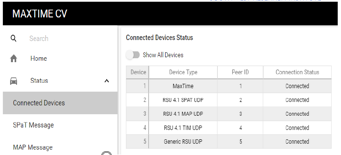 MAXTIME CV
Search
Home
Status
Connected Devices
SPaT Message
MAP Message
Connected Devices Status
Show All Devices
Device Device Type Peer ID Connection Status
1 MaxTime 1 Connected
2 RSU 4.1 SPAT UDP 2 Connected
3 RSU 4.1 MAP UDP 3 Connected
4 RSU 4.1 TIM UDP 4 Connected
5 Generic RSU UDP 5 Connected